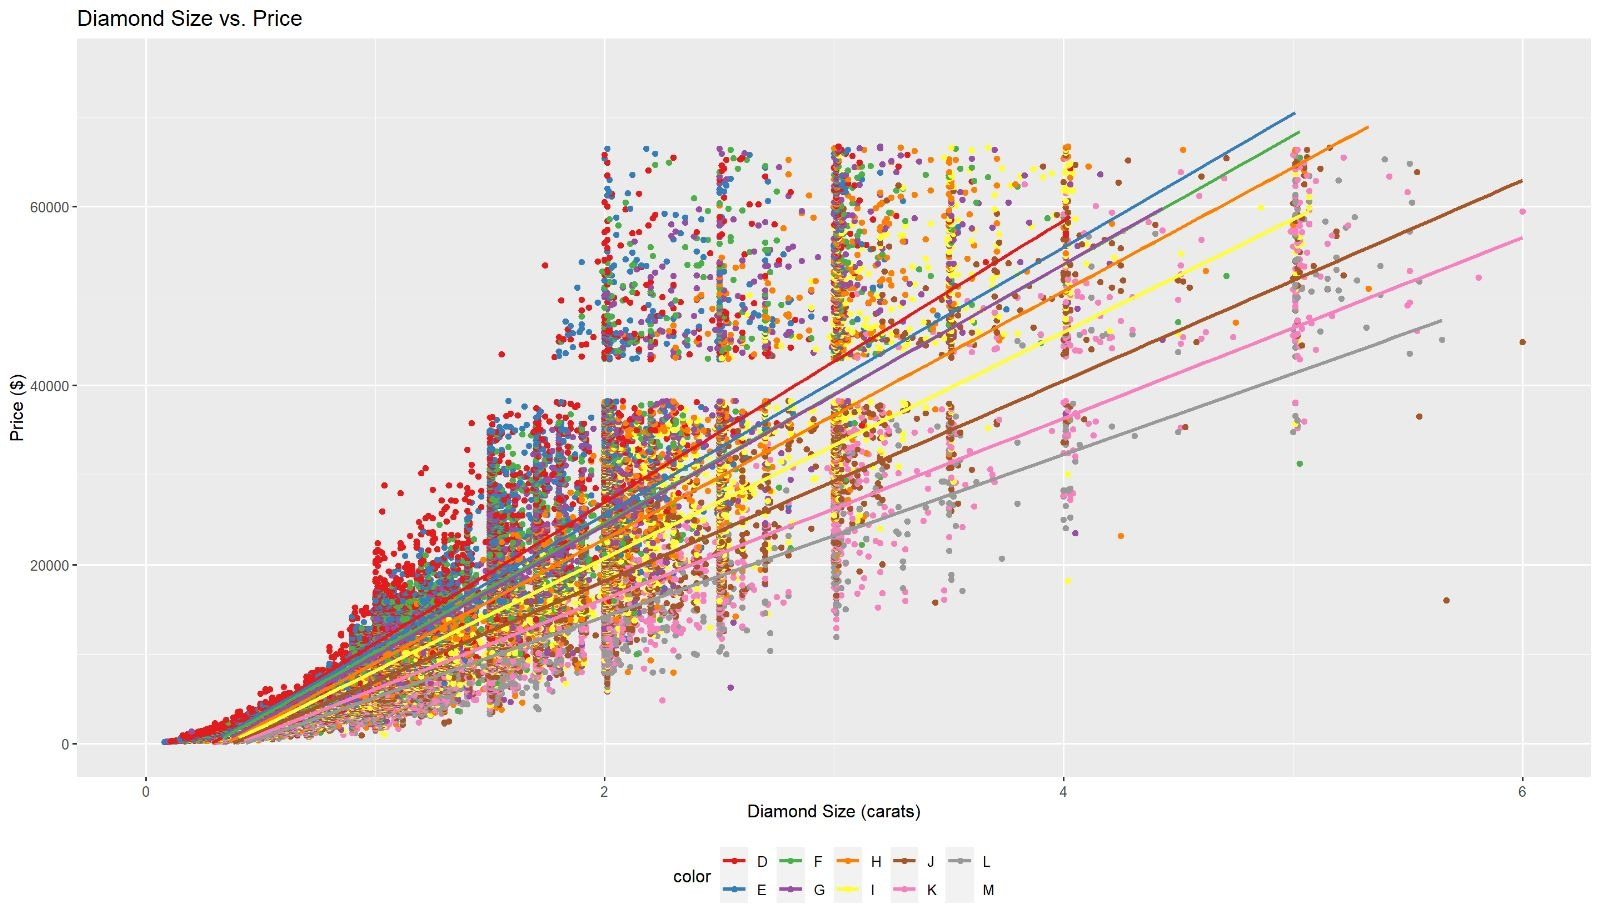 Diamond Size vs. Price
Price ($)
60000
40000
20000
0
0 2 4 6
Diamond Size (carats)
color
D F H J L
E G I K M